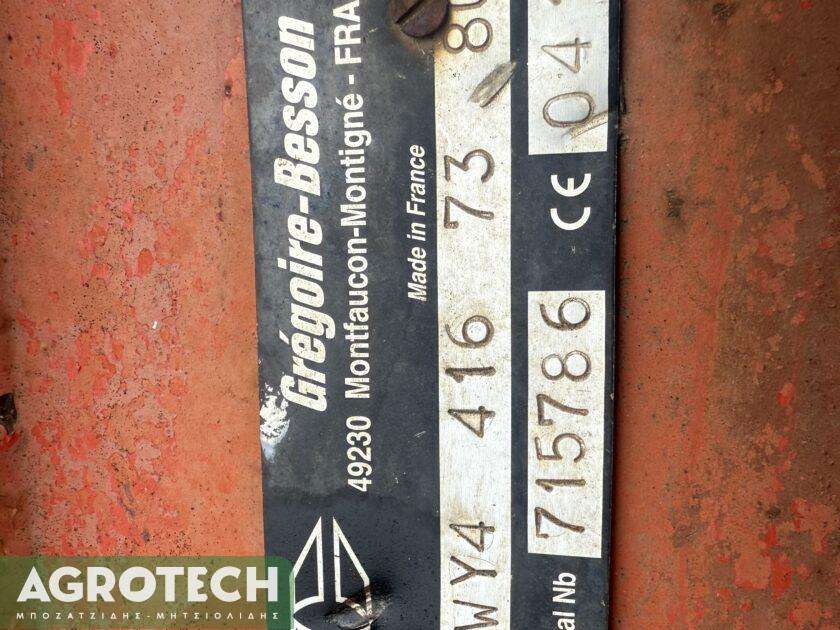 Grégoire-Besson
49230 Montfaucon-Montigné - FRA
Made in France
WY4 416 73 80
al Nb 715786 CE 04
AGROTECH
ΜΠΟΖΑΤΖΙΔΗΣ-ΜΗΤΣΙΟΛΙΔΗΣ